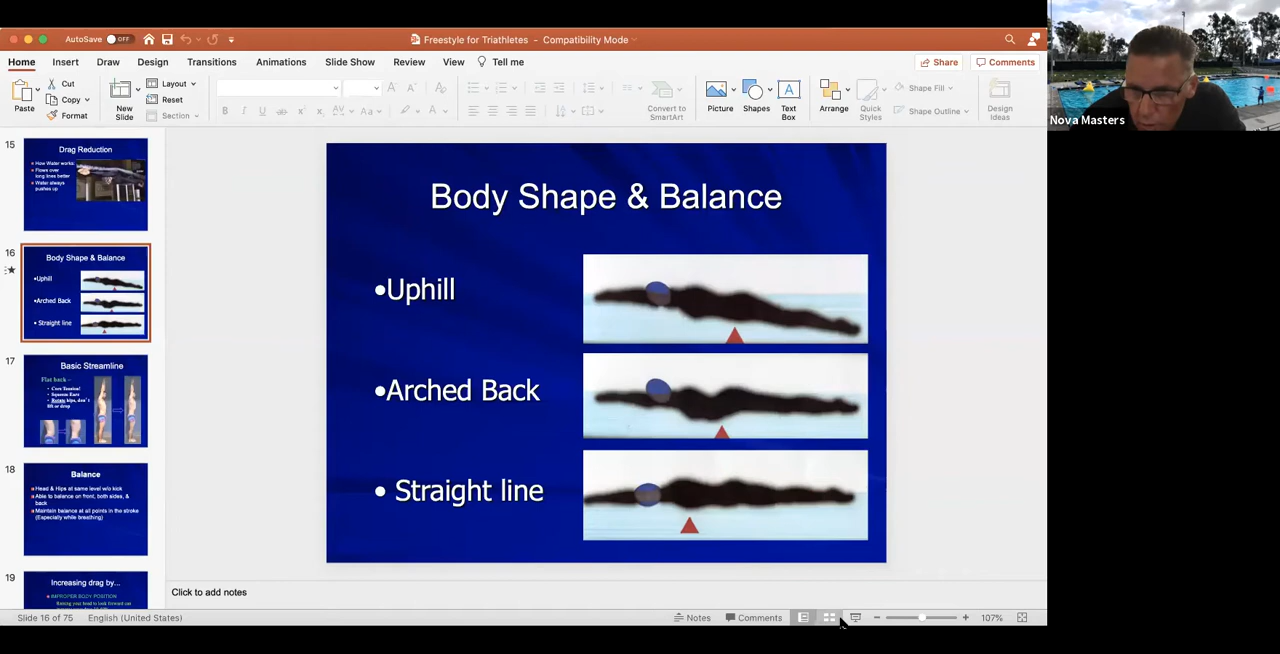 AutoSave OFF
Freestyle for Triathletes - Compatibility Mode
Home Insert Draw Design Transitions Animations Slide Show Review View Tell me
Share Comments
Paste
Cut
Copy
Format
New Slide
Layout
Reset
Section
Convert to SmartArt
Picture
Shapes
Text Box
Arrange
Quick Styles
Shape Fill
Shape Outline
Design Ideas
Nova Masters
15
Drag Reduction
How Water works:
Flows over long lines better
Water always pushes up
16
Body Shape & Balance
•Uphill
•Arched Back
• Straight line
17
Basic Streamline
Flat back –
Core Tension!
Squeeze Ears
Rotate hips, don't lift or drop
18
Balance
Head & Hips at same level w/o kick
Able to balance on front, both sides, & back
Maintain balance at all points in the stroke (Especially while breathing)
19
Increasing drag by...
IMPROPER BODY POSITION
Body Shape & Balance
•Uphill
•Arched Back
• Straight line
Click to add notes
Slide 16 of 75 English (United States)
Notes Comments 107%